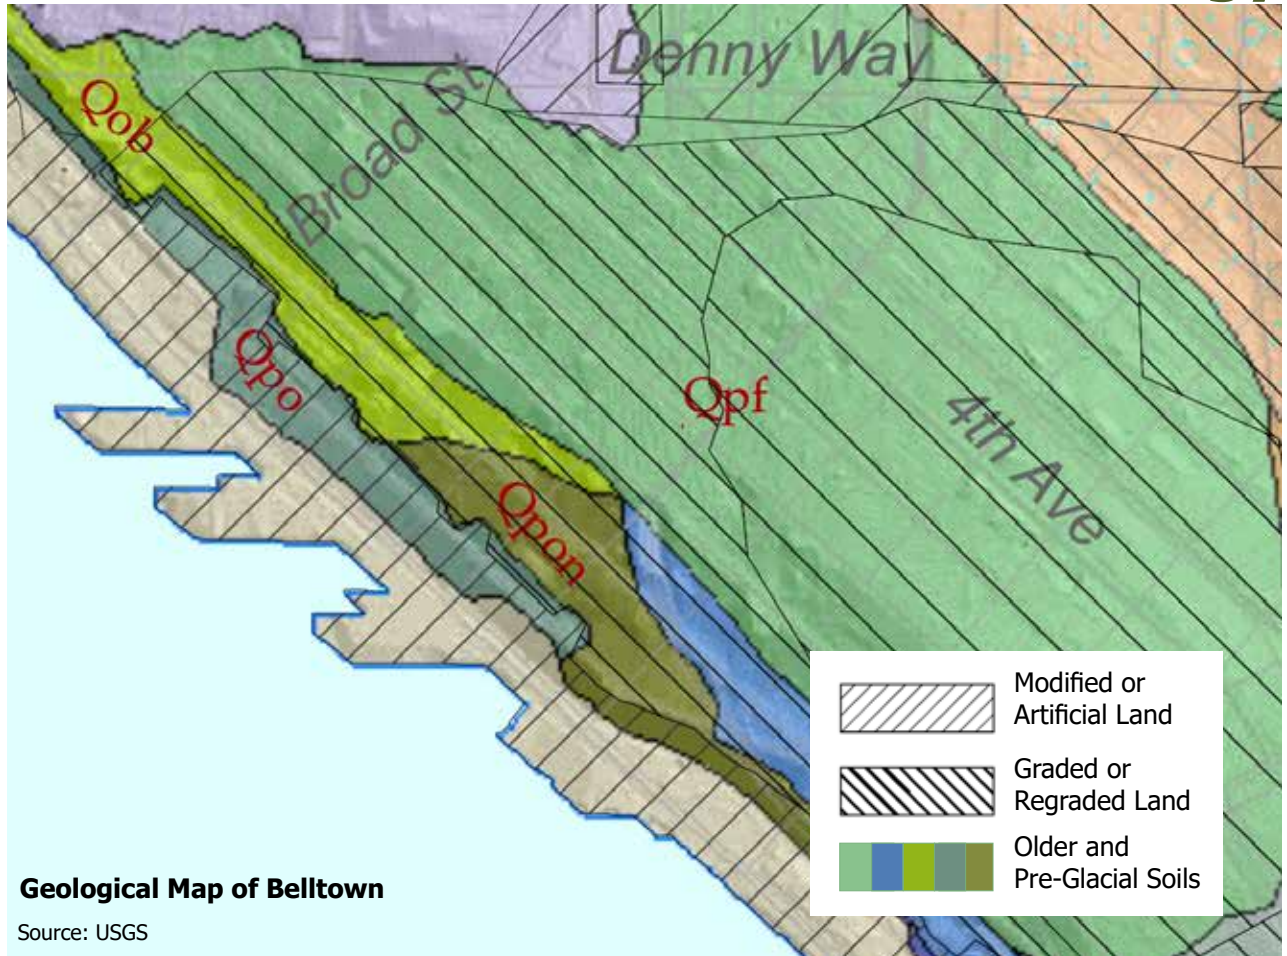 Denny Way
Broad St
Qob
Qpo
Qpf
4th Ave
Qpon
Modified or
Artificial Land
Graded or
Regraded Land
Older and
Pre-Glacial Soils
Geological Map of Belltown
Source: USGS